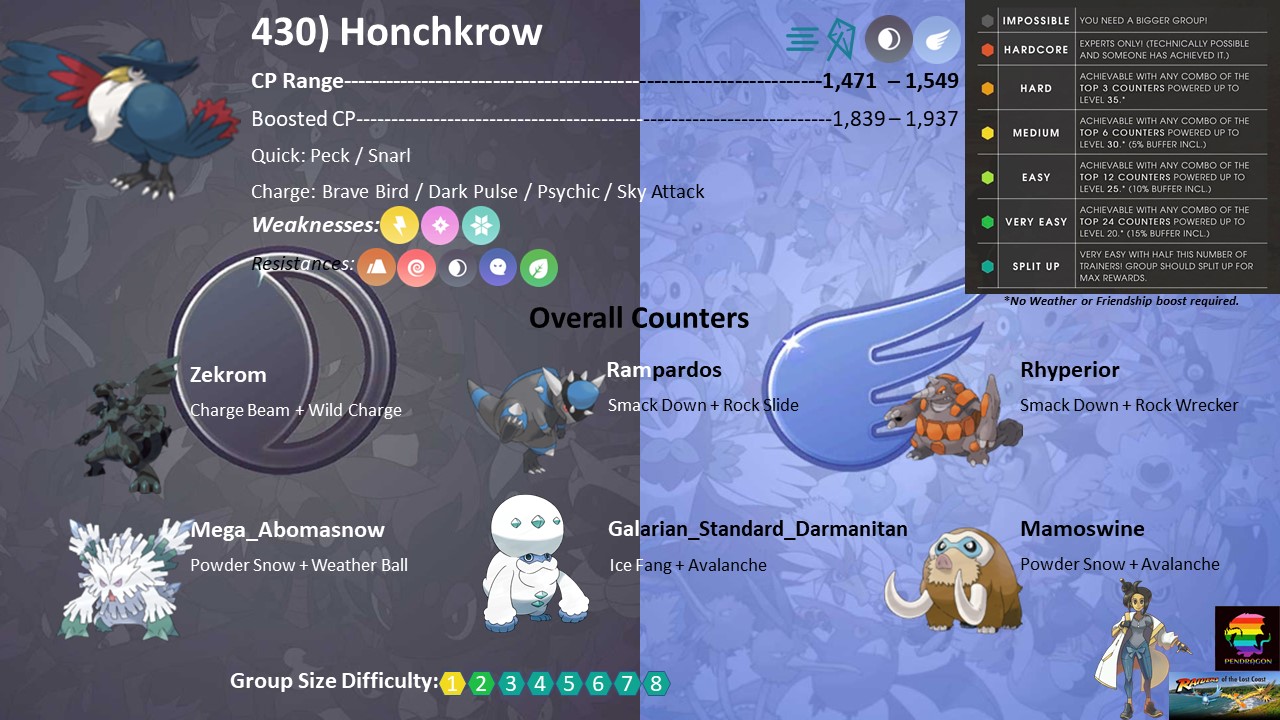 430) Honchkrow
CP Range--------------------------------------------------------------------1,471 – 1,549
Boosted CP--------------------------------------------------------------------1,839 – 1,937
Quick: Peck / Snarl
Charge: Brave Bird / Dark Pulse / Psychic / Sky Attack
Weaknesses:
Resistances:
IMPOSSIBLE YOU NEED A BIGGER GROUP!
HARDCORE EXPERTS ONLY! (TECHNICALLY POSSIBLE
AND SOMEONE HAS ACHIEVED IT.)
HARD ACHIEVABLE WITH ANY COMBO OF THE
TOP 3 COUNTERS POWERED UP TO
LEVEL 35.*
MEDIUM ACHIEVABLE WITH ANY COMBO OF THE
TOP 6 COUNTERS POWERED UP TO
LEVEL 30.* (5% BUFFER INCL.)
EASY ACHIEVABLE WITH ANY COMBO OF THE
TOP 12 COUNTERS POWERED UP TO
LEVEL 25.* (10% BUFFER INCL.)
VERY EASY ACHIEVABLE WITH ANY COMBO OF THE
TOP 24 COUNTERS POWERED UP TO
LEVEL 20.* (15% BUFFER INCL.)
SPLIT UP VERY EASY WITH HALF THIS NUMBER OF
TRAINERS! GROUP SHOULD SPLIT UP FOR
MAX REWARDS.
*No Weather or Friendship boost required.
Overall Counters
Zekrom
Charge Beam + Wild Charge
Rampardos
Smack Down + Rock Slide
Rhyperior
Smack Down + Rock Wrecker
Mega_Abomasnow
Powder Snow + Weather Ball
Galarian_Standard_Darmanitan
Ice Fang + Avalanche
Mamoswine
Powder Snow + Avalanche
Group Size Difficulty: 1 2 3 4 5 6 7 8
PENDRAGON
RAIDERS of the Lost Coast